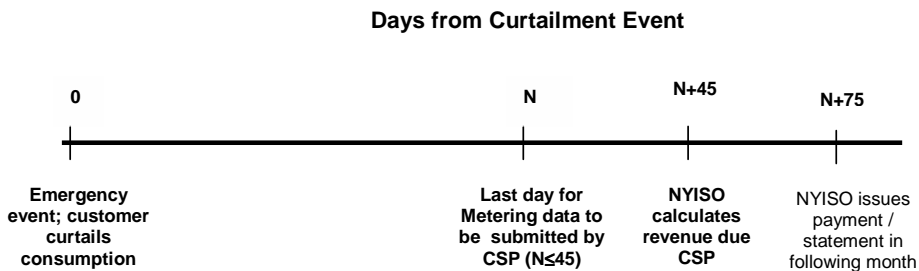 Days from Curtailment Event
0
N
N+45
N+75
Emergency
event; customer
curtails
consumption
Last day for
Metering data to
be submitted by
CSP (N≤45)
NYISO
calculates
revenue due
CSP
NYISO issues
payment /
statement in
following month